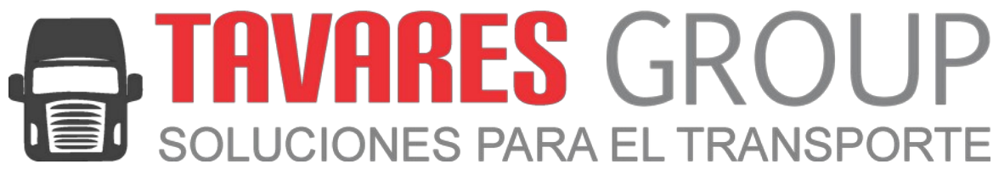 TAVARES GROUP
SOLUCIONES PARA EL TRANSPORTE